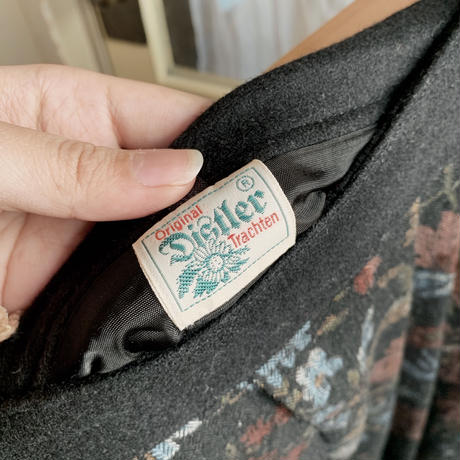 ®
Original
Distler
Trachten